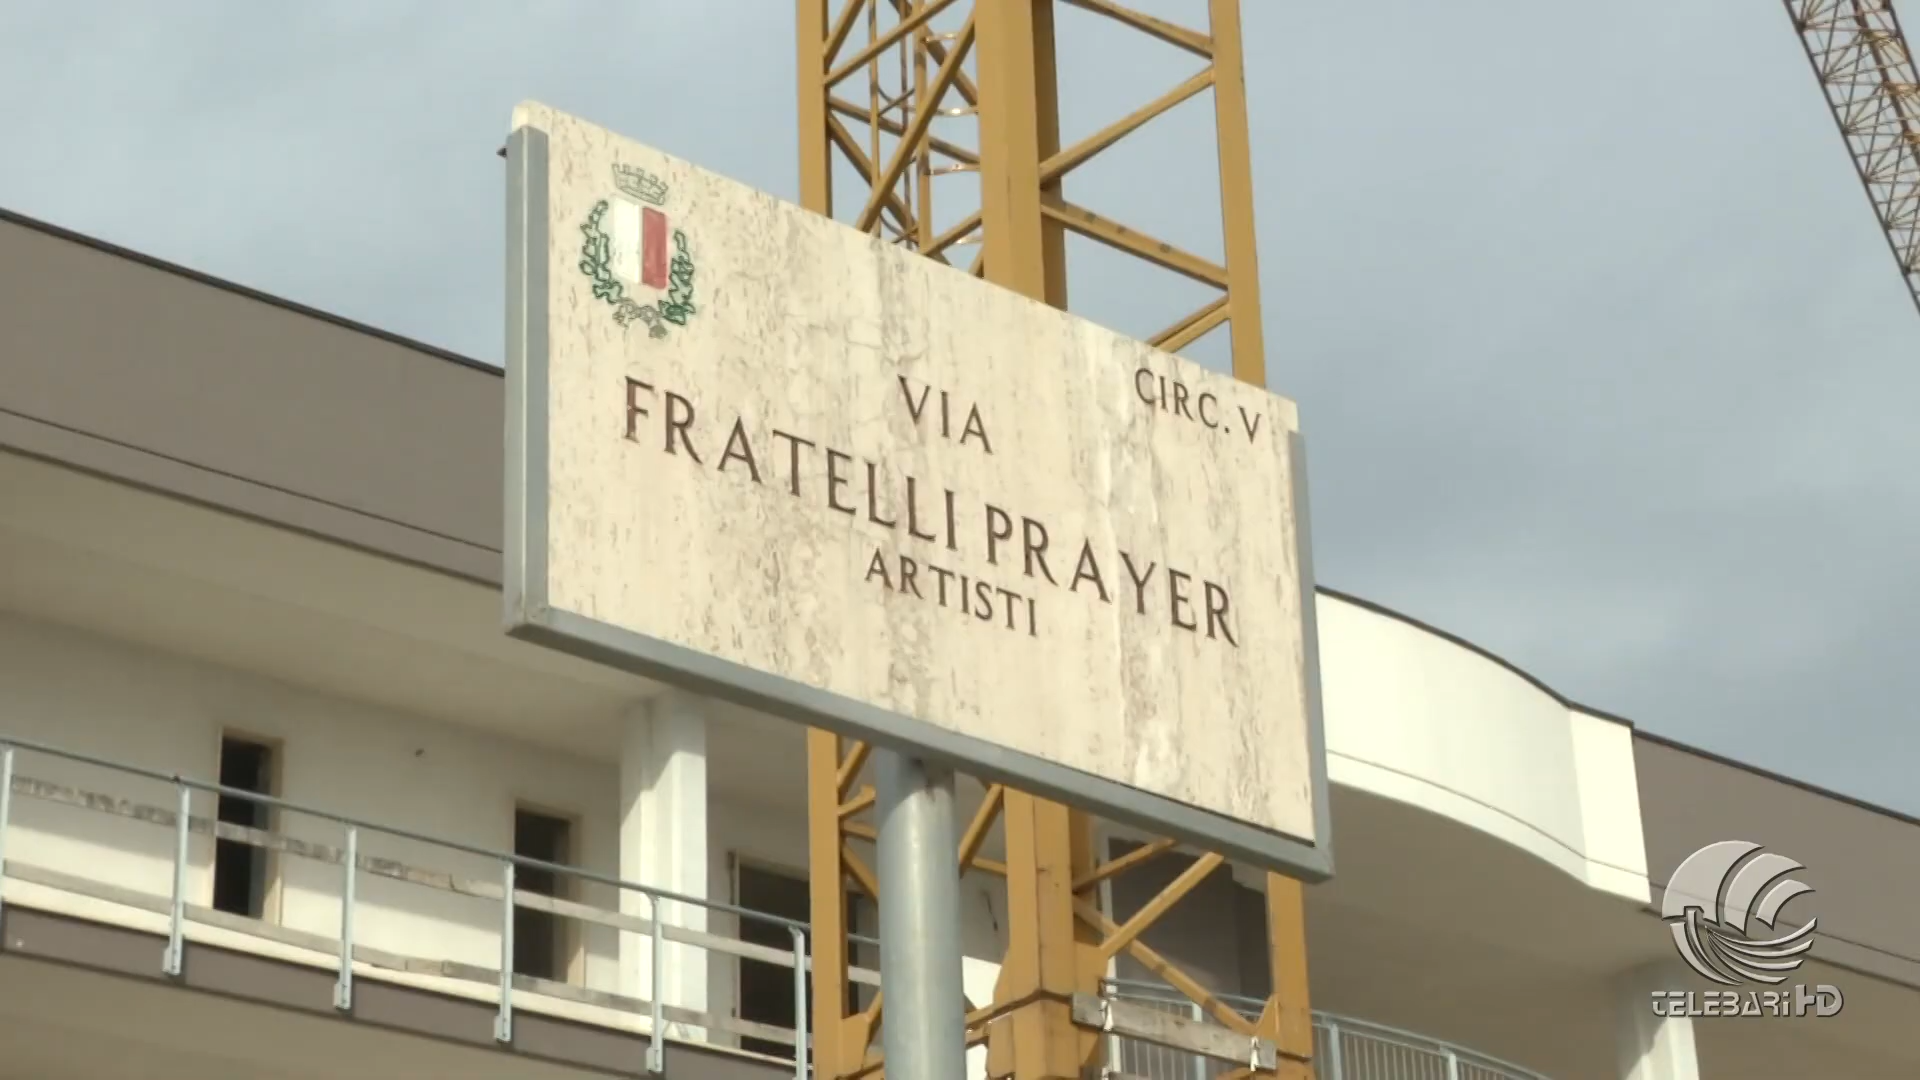 VIA
CIRC. V
FRATELLI PRAYER
ARTISTI
TELEBARI HD